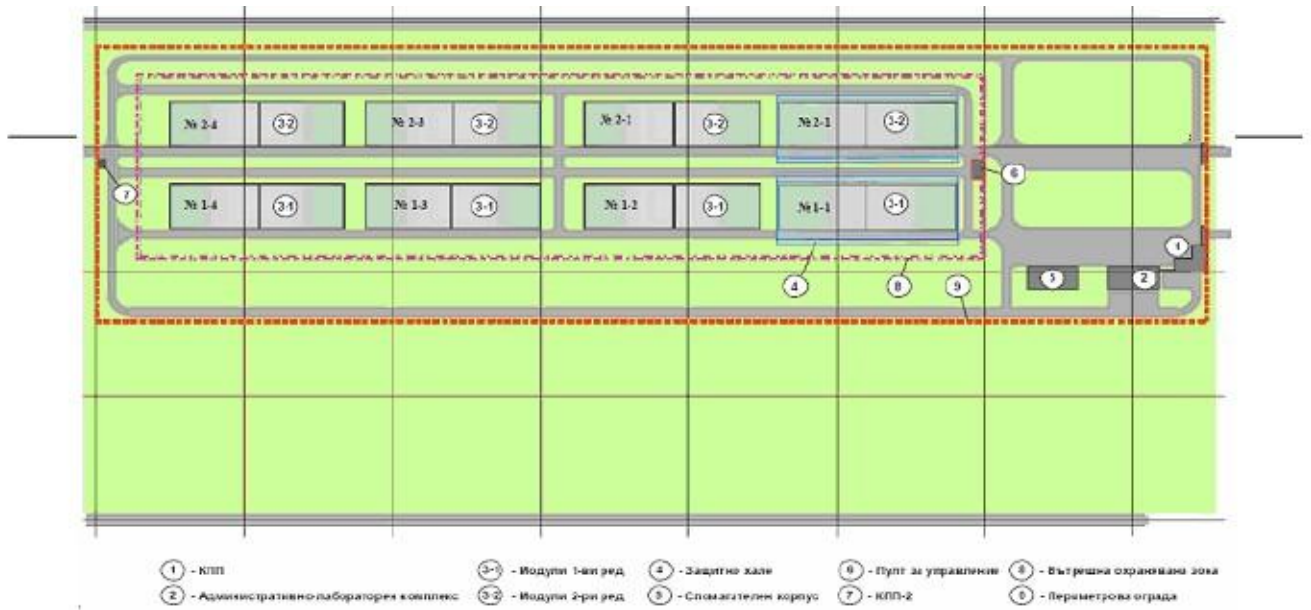 № 2-4 3-2 № 2-3 3-2 № 2-1 3-2 № 2-1 3-2
7 6
№ 1-4 3-1 № 1-3 3-1 № 1-2 3-1 № 1-1 3-1
1
4 8 9 5 2
1 - КПП 3-1 - Модули 1-ви ред 4 - Защитно хале 6 - Пулт за управление 8 - Вътрешна охранявана зона
2 - Административно-лабораторен комплекс 3-2 - Модули 2-ри ред 5 - Спомагателен корпус 7 - КПП-2 9 - Периметрова ограда